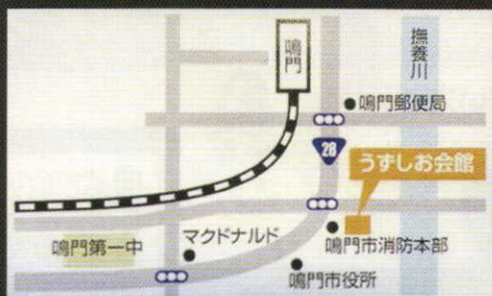 鳴門
撫養川
鳴門郵便局
28
うずしお会館
鳴門第一中
マクドナルド
鳴門市消防本部
鳴門市役所